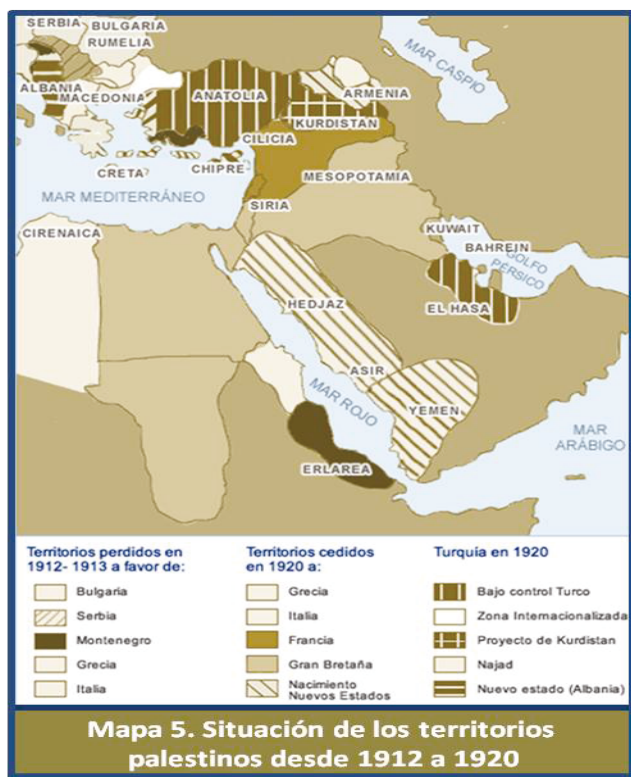 SERBIA
BULGARIA
RUMELIA
MAR CASPIO
ALBANIA
MACEDONIA
ANATOLIA
ARMENIA
KURDISTAN
CILICIA
CRETA
CHIPRE
MESOPOTAMIA
MAR MEDITERRÁNEO
SIRIA
CIRENAICA
KUWAIT
BAHREIN
GOLFO
PÉRSICO
HEDJAZ
EL HASA
ASIR
MAR ROJO
YEMEN
MAR
ARÁBIGO
ERLAREA
Territorios perdidos en
1912- 1913 a favor de:
Bulgaria
Serbia
Montenegro
Grecia
Italia
Territorios cedidos
en 1920 a:
Grecia
Italia
Francia
Gran Bretaña
Nacimiento
Nuevos Estados
Turquía en 1920
Bajo control Turco
Zona Internacionalizada
Proyecto de Kurdistan
Najad
Nuevo estado (Albania)
Mapa 5. Situación de los territorios
palestinos desde 1912 a 1920